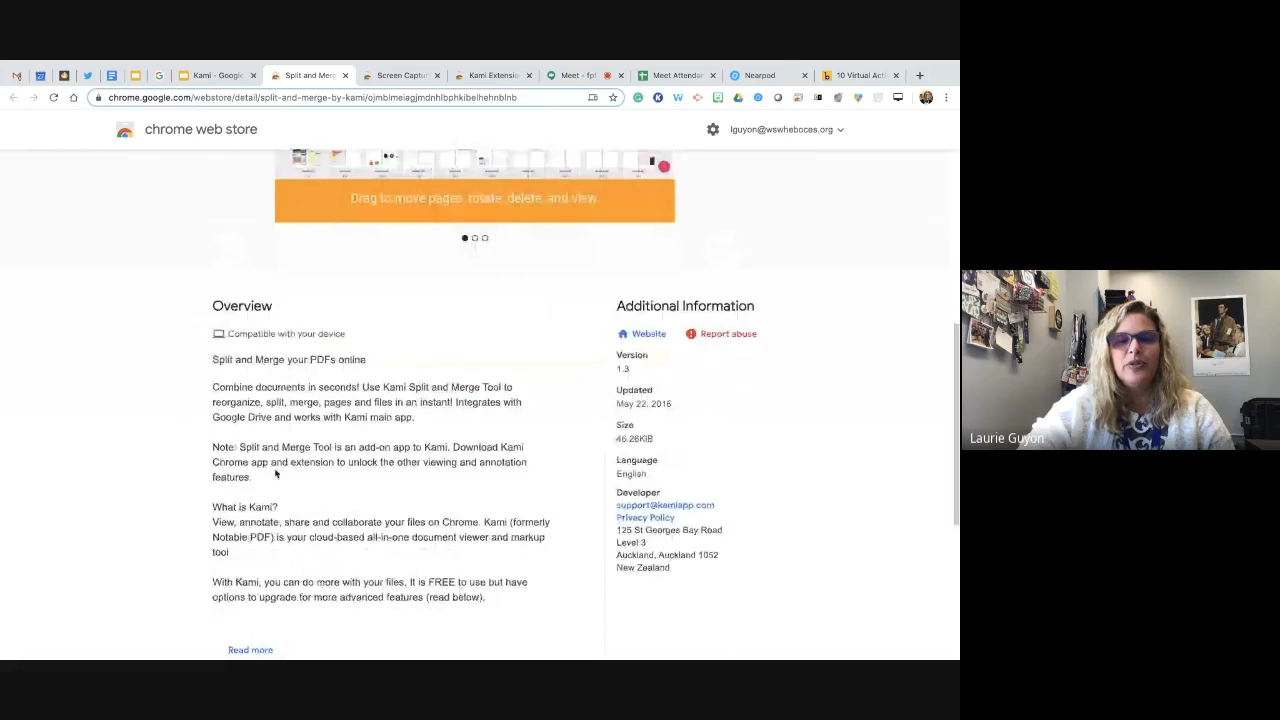 Kami - Google
Split and Merg
Screen Captur
Kami Extensio
Meet - fpt
Meet Attendar
Nearpod
10 Virtual Acti
chrome.google.com/webstore/detail/split-and-merge-by-kami/ojmblmeiagjmdnhlbphkibelhehnblnb
chrome web store
lguyon@wswheboces.org
Drag to move pages, rotate, delete, and view
Overview
Compatible with your device
Split and Merge your PDFs online
Combine documents in seconds! Use Kami Split and Merge Tool to
reorganize, split, merge, pages and files in an instant! Integrates with
Google Drive and works with Kami main app.
Note: Split and Merge Tool is an add-on app to Kami. Download Kami
Chrome app and extension to unlock the other viewing and annotation
features.
What is Kami?
View, annotate, share and collaborate your files on Chrome. Kami (formerly
Notable PDF) is your cloud-based all-in-one document viewer and markup
tool
With Kami, you can do more with your files. It is FREE to use but have
options to upgrade for more advanced features (read below).
Read more
Additional Information
Website
Report abuse
Version
1.3
Updated
May 22, 2016
Size
46.26KiB
Language
English
Developer
support@kamiapp.com
Privacy Policy
125 St Georges Bay Road
Level 3
Auckland, Auckland 1052
New Zealand
Laurie Guyon